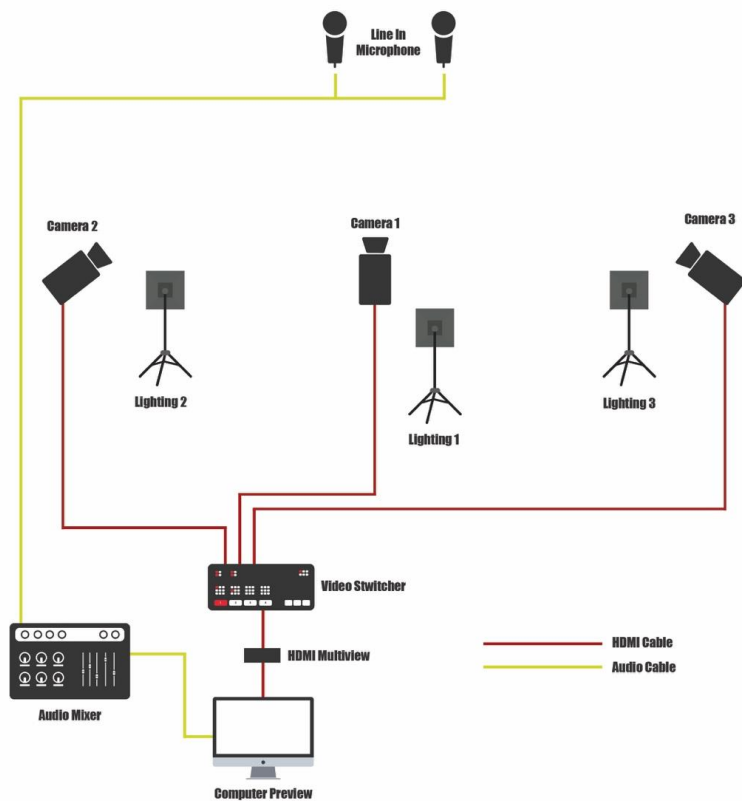 Line In
Microphone
Camera 2
Camera 1
Camera 3
Lighting 2
Lighting 1
Lighting 3
Video Stwitcher
HDMI Multiview
HDMI Cable
Audio Cable
Audio Mixer
Computer Preview